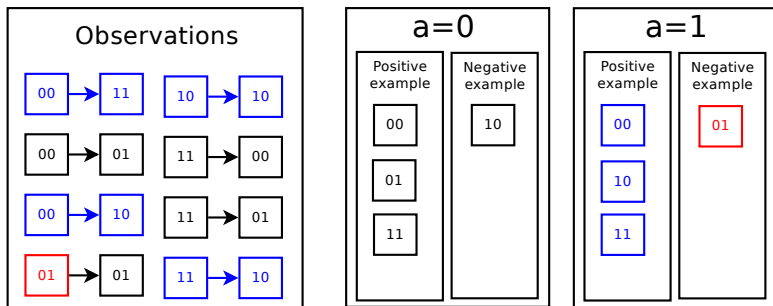 Observations
00 11 10 10
00 01 11 00
00 10 11 01
01 01 11 10
a=0
Positive example
Negative example
00 10
01
11
a=1
Positive example
Negative example
00 01
10
11